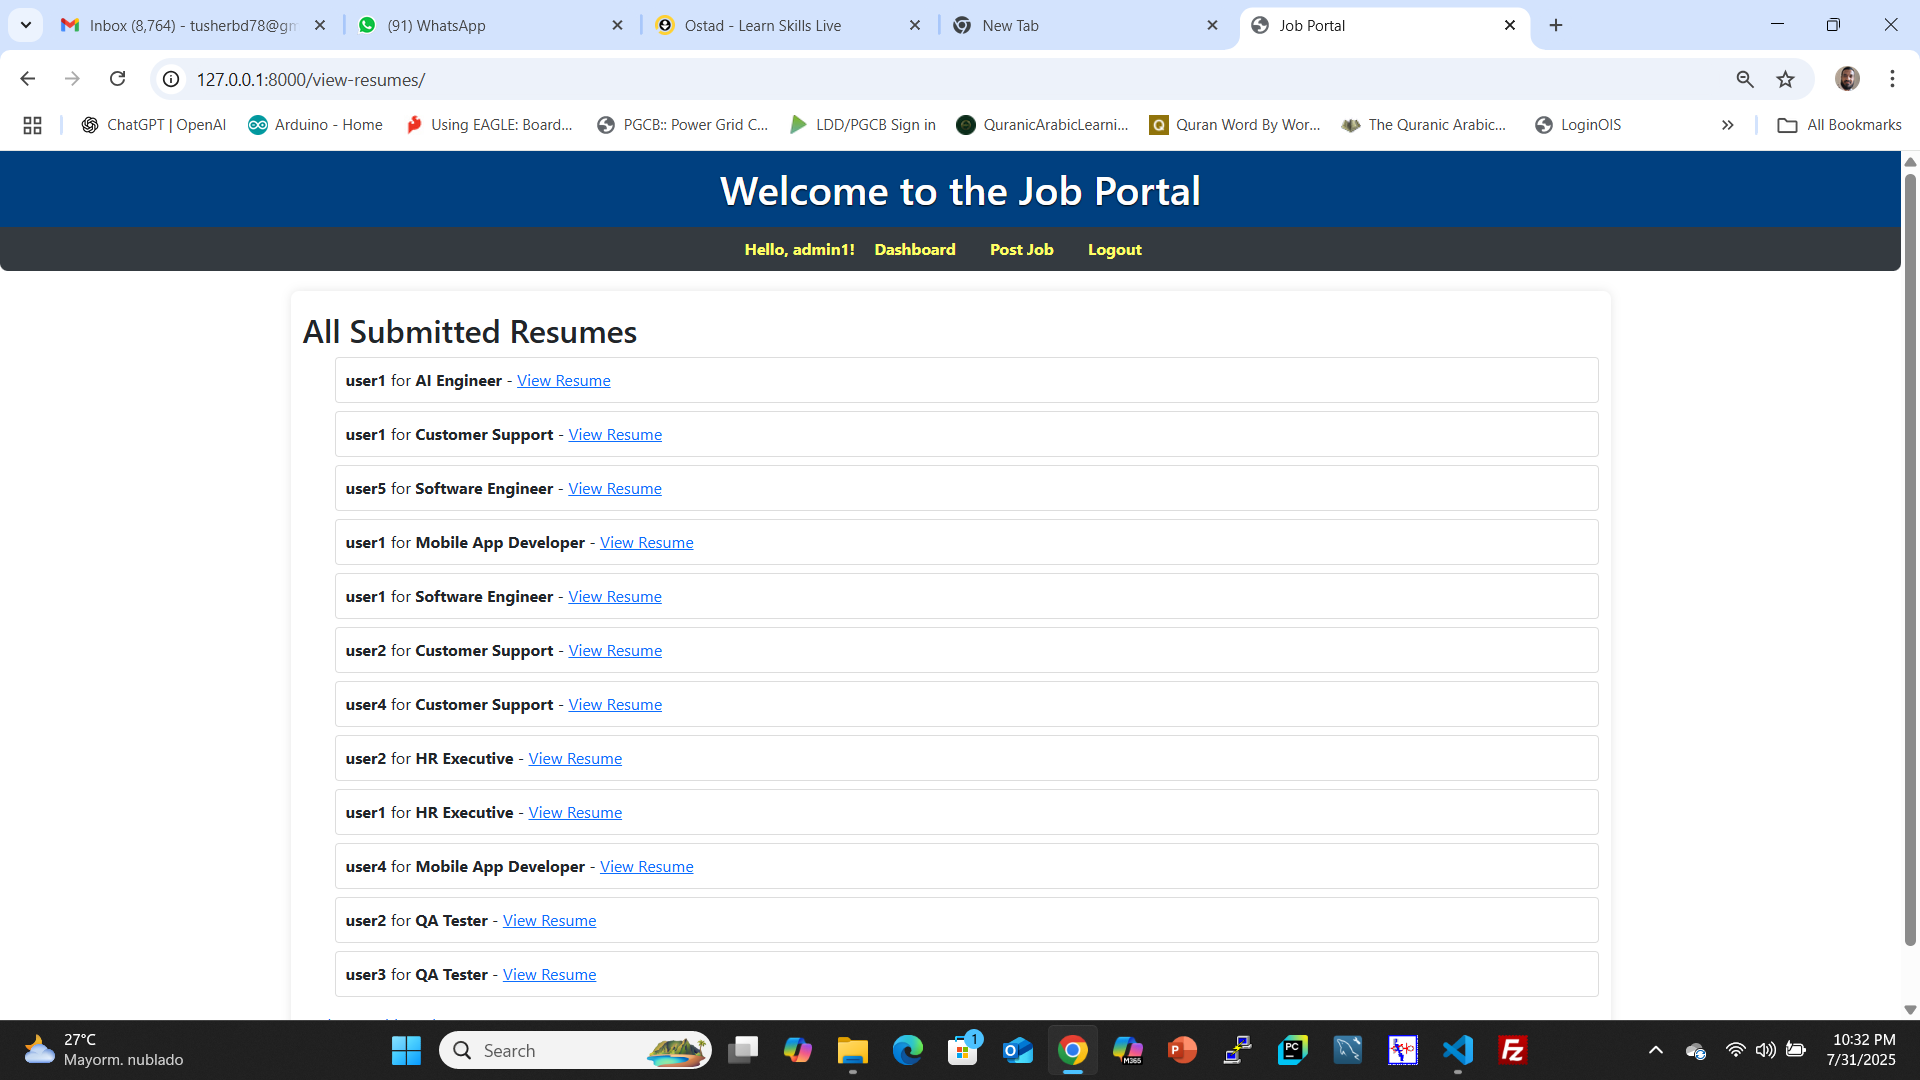 Inbox (8,764) - tusherbd78@gm
(91) WhatsApp
Ostad - Learn Skills Live
New Tab
Job Portal
127.0.0.1:8000/view-resumes/
ChatGPT | OpenAI
Arduino - Home
Using EAGLE: Board...
PGCB:: Power Grid C...
LDD/PGCB Sign in
QuranicArabicLearni...
Quran Word By Wor...
The Quranic Arabic...
LoginOIS
All Bookmarks
Welcome to the Job Portal
Hello, admin1! Dashboard Post Job Logout
All Submitted Resumes
user1 for AI Engineer - View Resume
user1 for Customer Support - View Resume
user5 for Software Engineer - View Resume
user1 for Mobile App Developer - View Resume
user1 for Software Engineer - View Resume
user2 for Customer Support - View Resume
user4 for Customer Support - View Resume
user2 for HR Executive - View Resume
user1 for HR Executive - View Resume
user4 for Mobile App Developer - View Resume
user2 for QA Tester - View Resume
user3 for QA Tester - View Resume
27°C
Mayorm. nublado
Search
1
M365
PC
Fz
10:32 PM
7/31/2025